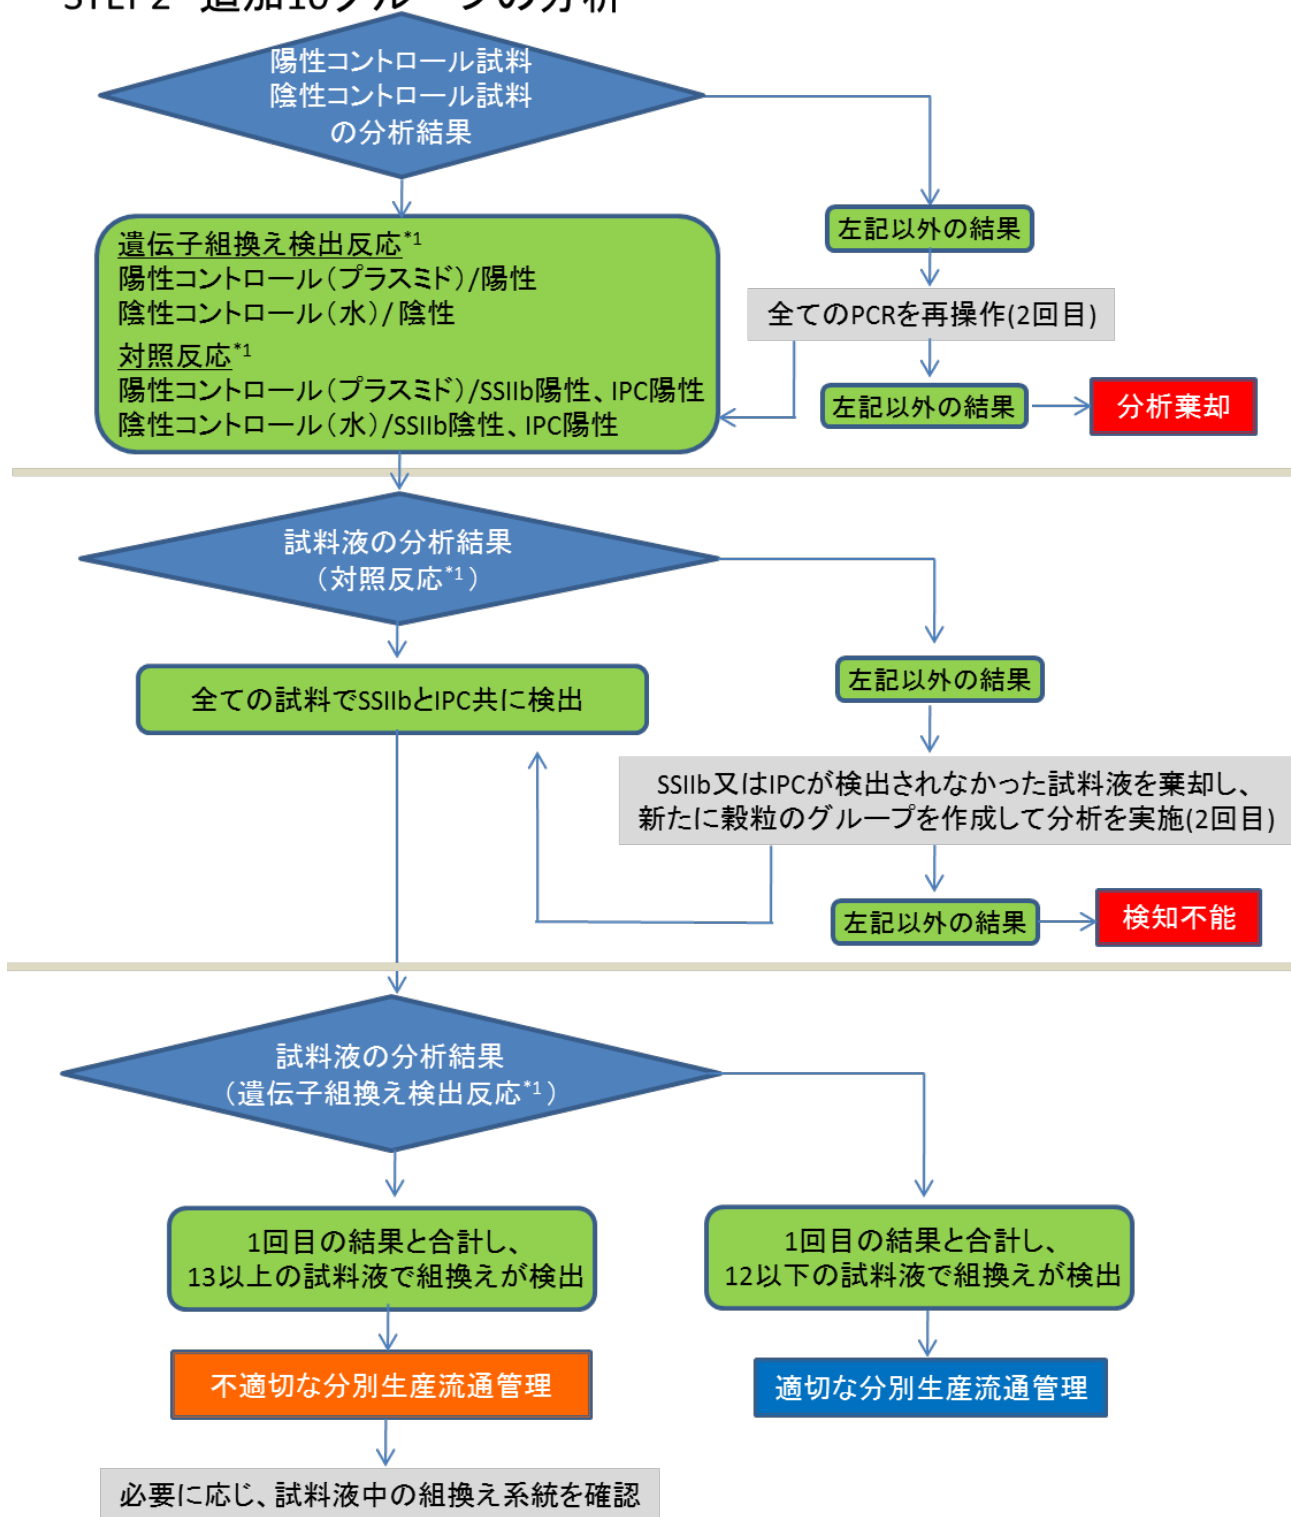 STEP2 追加10グループの分析
陽性コントロール試料
陰性コントロール試料
の分析結果
遺伝子組換え検出反応*1
陽性コントロール(プラスミド)/陽性
陰性コントロール(水)/陰性
対照反応*1
陽性コントロール(プラスミド)/SSIIb陽性、IPC陽性
陰性コントロール(水)/SSIIb陰性、IPC陽性
左記以外の結果
全てのPCRを再操作(2回目)
左記以外の結果
分析棄却
試料液の分析結果
(対照反応*1)
全ての試料でSSIIbとIPC共に検出
左記以外の結果
SSIIb又はIPCが検出されなかった試料液を棄却し、
新たに穀粒のグループを作成して分析を実施(2回目)
左記以外の結果
検知不能
試料液の分析結果
(遺伝子組換え検出反応*1)
1回目の結果と合計し、
13以上の試料液で組換えが検出
1回目の結果と合計し、
12以下の試料液で組換えが検出
不適切な分別生産流通管理
適切な分別生産流通管理
必要に応じ、試料液中の組換え系統を確認